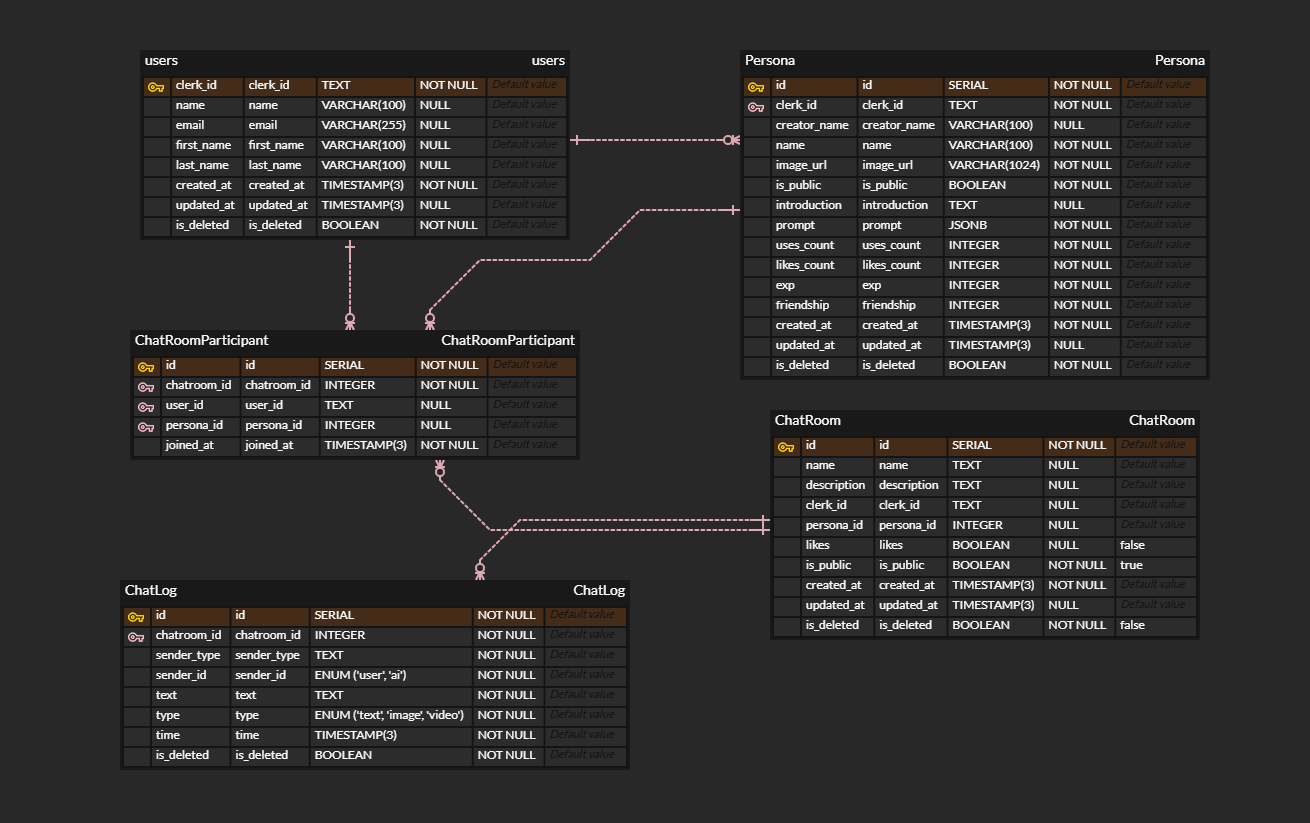 users users
clerk_id clerk_id TEXT NOT NULL Default value
name name VARCHAR(100) NULL Default value
email email VARCHAR(255) NULL Default value
first_name first_name VARCHAR(100) NULL Default value
last_name last_name VARCHAR(100) NULL Default value
created_at created_at TIMESTAMP(3) NOT NULL Default value
updated_at updated_at TIMESTAMP(3) NULL Default value
is_deleted is_deleted BOOLEAN NOT NULL Default value
Persona Persona
id id SERIAL NOT NULL Default value
clerk_id clerk_id TEXT NOT NULL Default value
creator_name creator_name VARCHAR(100) NULL Default value
name name VARCHAR(100) NOT NULL Default value
image_url image_url VARCHAR(1024) NOT NULL Default value
is_public is_public BOOLEAN NOT NULL Default value
introduction introduction TEXT NULL Default value
prompt prompt JSONB NOT NULL Default value
uses_count uses_count INTEGER NOT NULL Default value
likes_count likes_count INTEGER NOT NULL Default value
exp exp INTEGER NOT NULL Default value
friendship friendship INTEGER NOT NULL Default value
created_at created_at TIMESTAMP(3) NOT NULL Default value
updated_at updated_at TIMESTAMP(3) NULL Default value
is_deleted is_deleted BOOLEAN NOT NULL Default value
ChatRoomParticipant ChatRoomParticipant
id id SERIAL NOT NULL Default value
chatroom_id chatroom_id INTEGER NOT NULL Default value
user_id user_id TEXT NULL Default value
persona_id persona_id INTEGER NULL Default value
joined_at joined_at TIMESTAMP(3) NOT NULL Default value
ChatRoom ChatRoom
id id SERIAL NOT NULL Default value
name name TEXT NULL Default value
description description TEXT NULL Default value
clerk_id clerk_id TEXT NULL Default value
persona_id persona_id INTEGER NULL Default value
likes likes BOOLEAN NULL false
is_public is_public BOOLEAN NOT NULL true
created_at created_at TIMESTAMP(3) NOT NULL Default value
updated_at updated_at TIMESTAMP(3) NULL Default value
is_deleted is_deleted BOOLEAN NOT NULL false
ChatLog ChatLog
id id SERIAL NOT NULL Default value
chatroom_id chatroom_id INTEGER NOT NULL Default value
sender_type sender_type TEXT NOT NULL Default value
sender_id sender_id ENUM ('user', 'ai') NOT NULL Default value
text text TEXT NOT NULL Default value
type type ENUM ('text', 'image', 'video') NOT NULL Default value
time time TIMESTAMP(3) NOT NULL Default value
is_deleted is_deleted BOOLEAN NOT NULL Default value